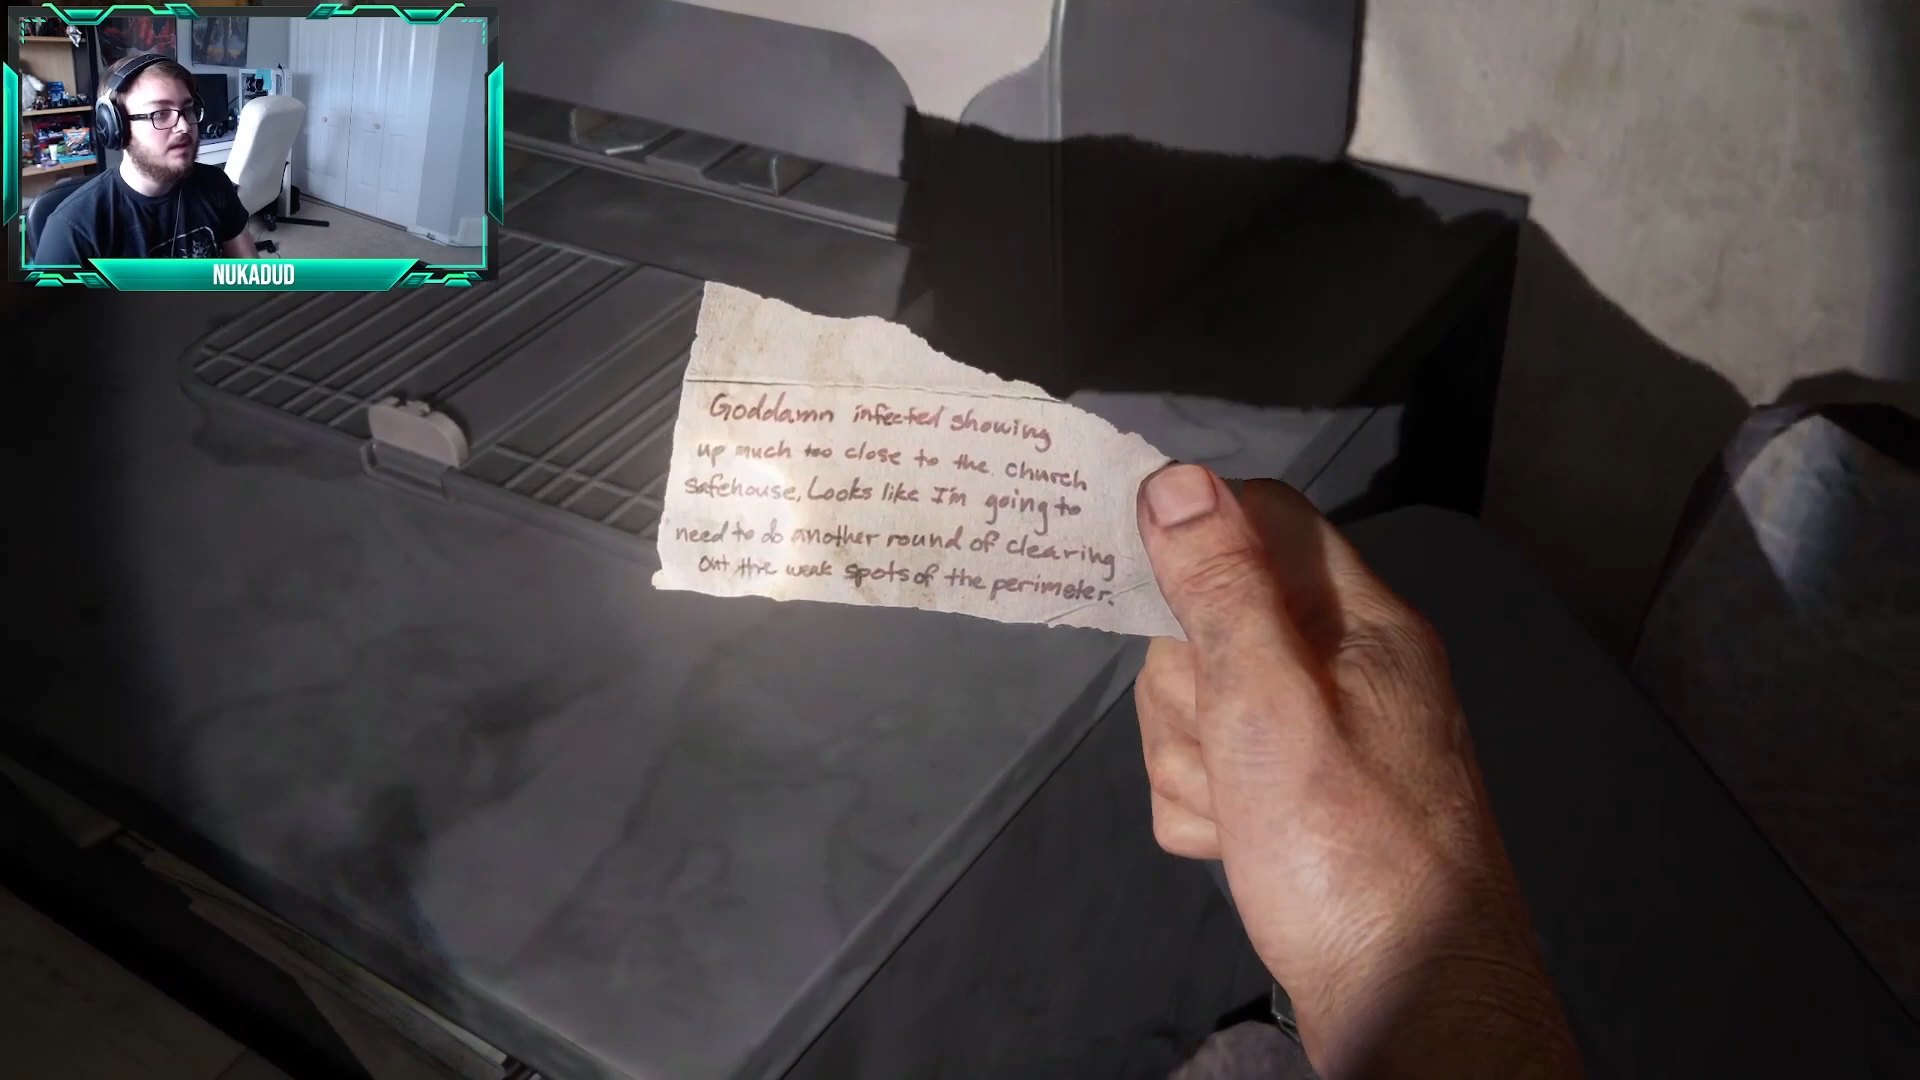 NUKADUD
Goddamn infected showing
up much too close to the church
safehouse, Looks like I'm going to
need to do another round of clearing
out the weak spots of the perimeter.